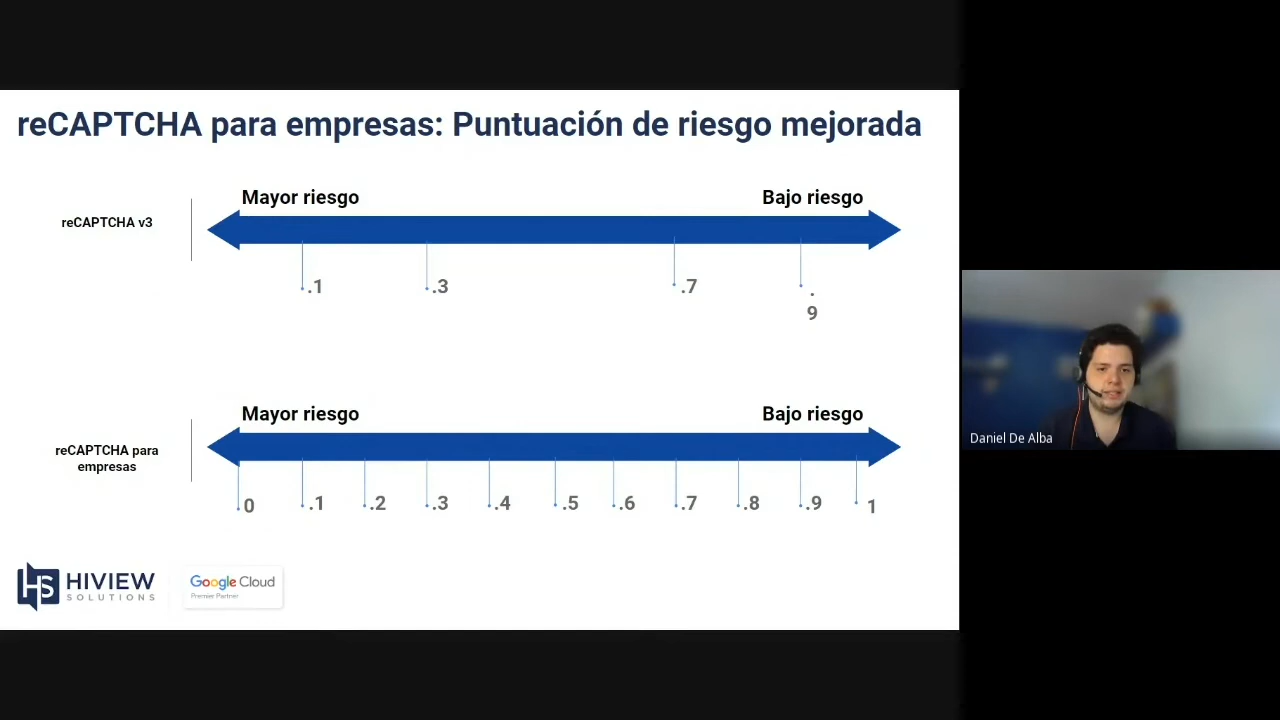 reCAPTCHA para empresas: Puntuación de riesgo mejorada
Mayor riesgo
Bajo riesgo
reCAPTCHA v3
.1
.3
.7
.
9
Mayor riesgo
Bajo riesgo
reCAPTCHA para
empresas
0
.1
.2
.3
.4
.5
.6
.7
.8
.9
1
HS
HIVIEW
SOLUTIONS
Google Cloud
Premier Partner
Daniel De Alba